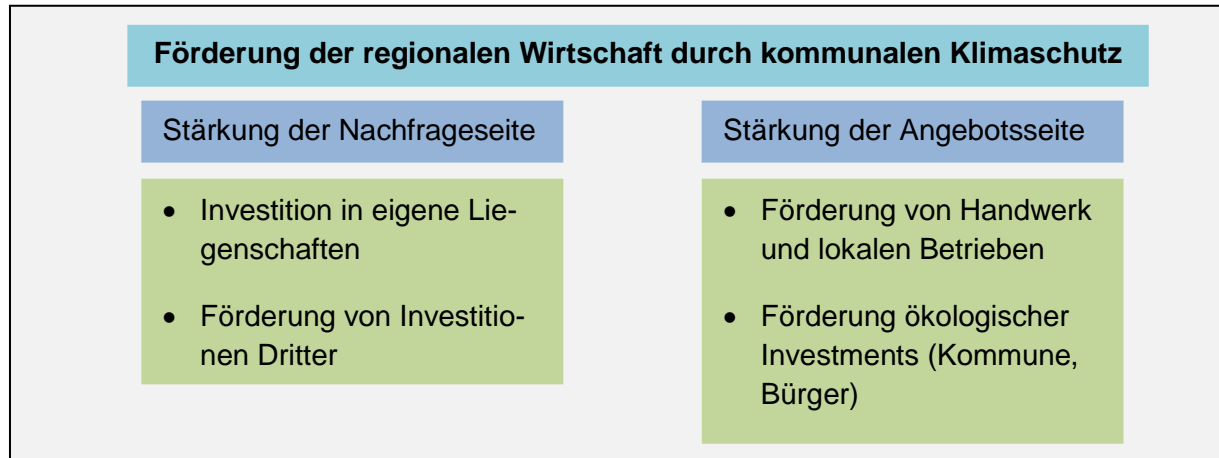 Förderung der regionalen Wirtschaft durch kommunalen Klimaschutz
Stärkung der Nachfrageseite
• Investition in eigene Lie-
genschaften
• Förderung von Investitio-
nen Dritter
Stärkung der Angebotsseite
• Förderung von Handwerk
und lokalen Betrieben
• Förderung ökologischer
Investments (Kommune,
Bürger)